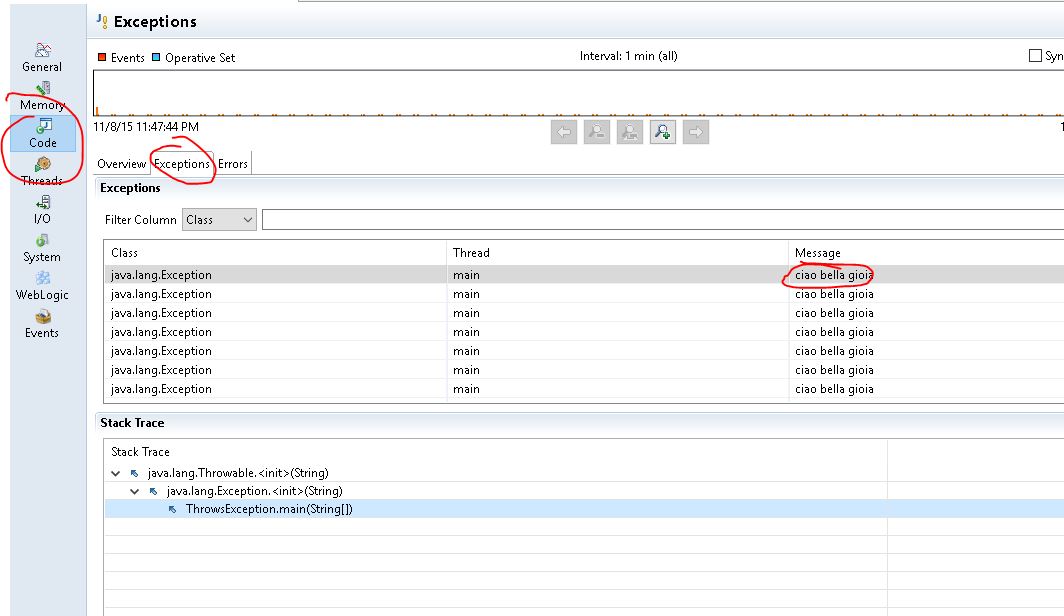 Exceptions
Events Operative Set Interval: 1 min (all) Syn
11/8/15 11:47:44 PM 1
General
Memory
Code
Threads
I/O
System
WebLogic
Events
Overview Exceptions Errors
Exceptions
Filter Column Class
Class Thread Message
java.lang.Exception main ciao bella gioia
java.lang.Exception main ciao bella gioia
java.lang.Exception main ciao bella gioia
java.lang.Exception main ciao bella gioia
java.lang.Exception main ciao bella gioia
java.lang.Exception main ciao bella gioia
java.lang.Exception main ciao bella gioia
Stack Trace
Stack Trace
java.lang.Throwable.<init>(String)
java.lang.Exception.<init>(String)
ThrowsException.main(String[])